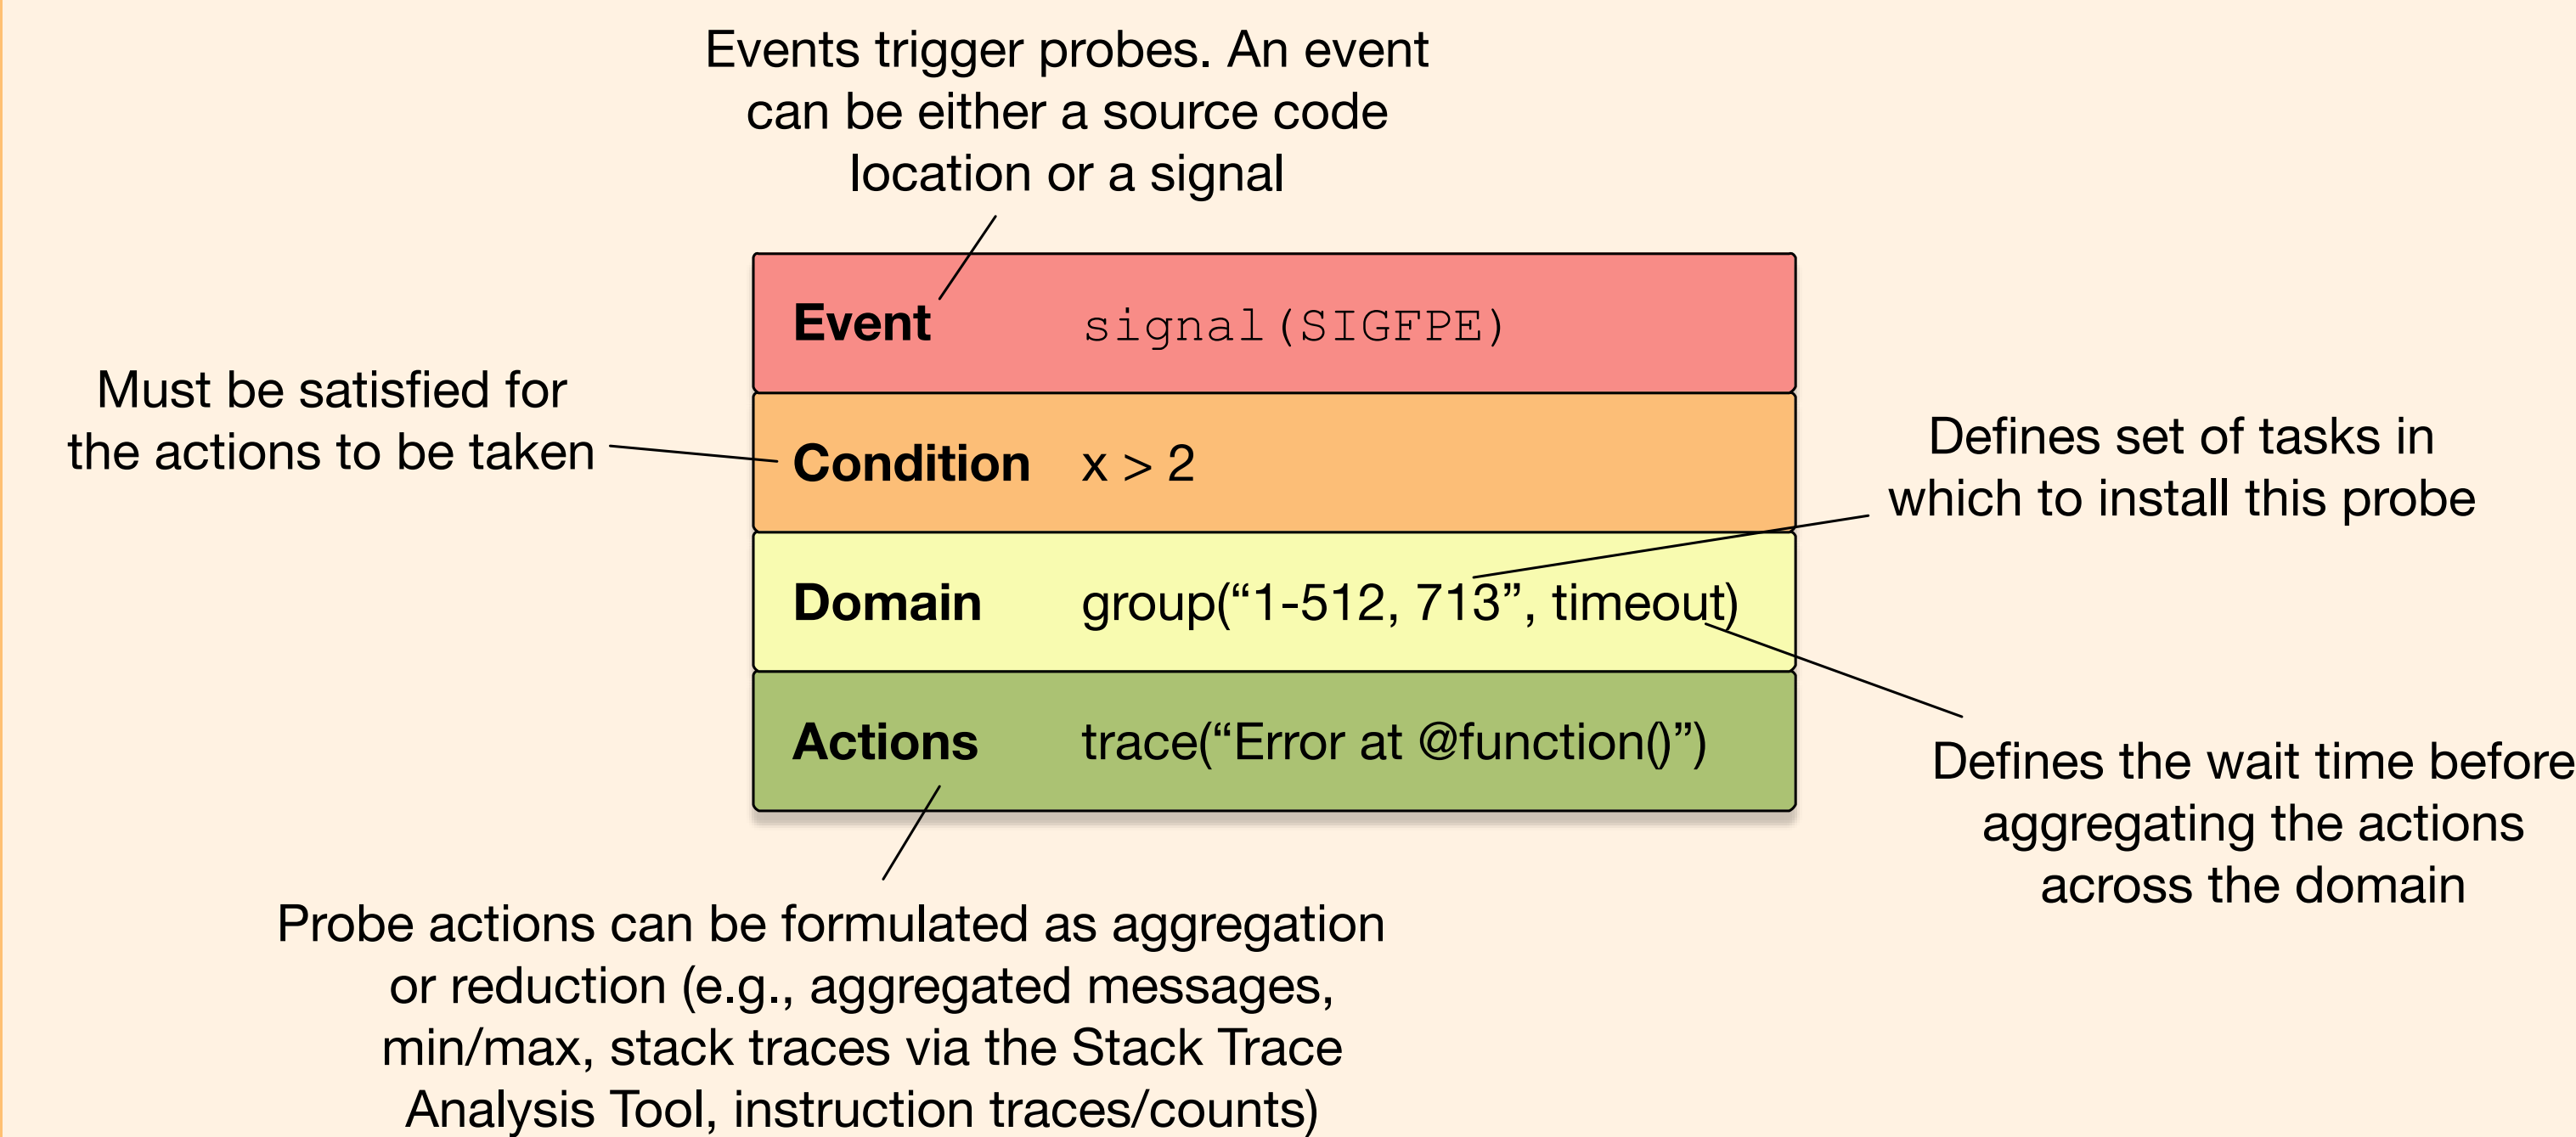 Events trigger probes. An event
can be either a source code
location or a signal
Event signal(SIGFPE)
Must be satisfied for
the actions to be taken
Condition x > 2
Defines set of tasks in
which to install this probe
Domain group(“1-512, 713”, timeout)
Actions trace(“Error at @function()”)
Defines the wait time before
aggregating the actions
across the domain
Probe actions can be formulated as aggregation
or reduction (e.g., aggregated messages,
min/max, stack traces via the Stack Trace
Analysis Tool, instruction traces/counts)